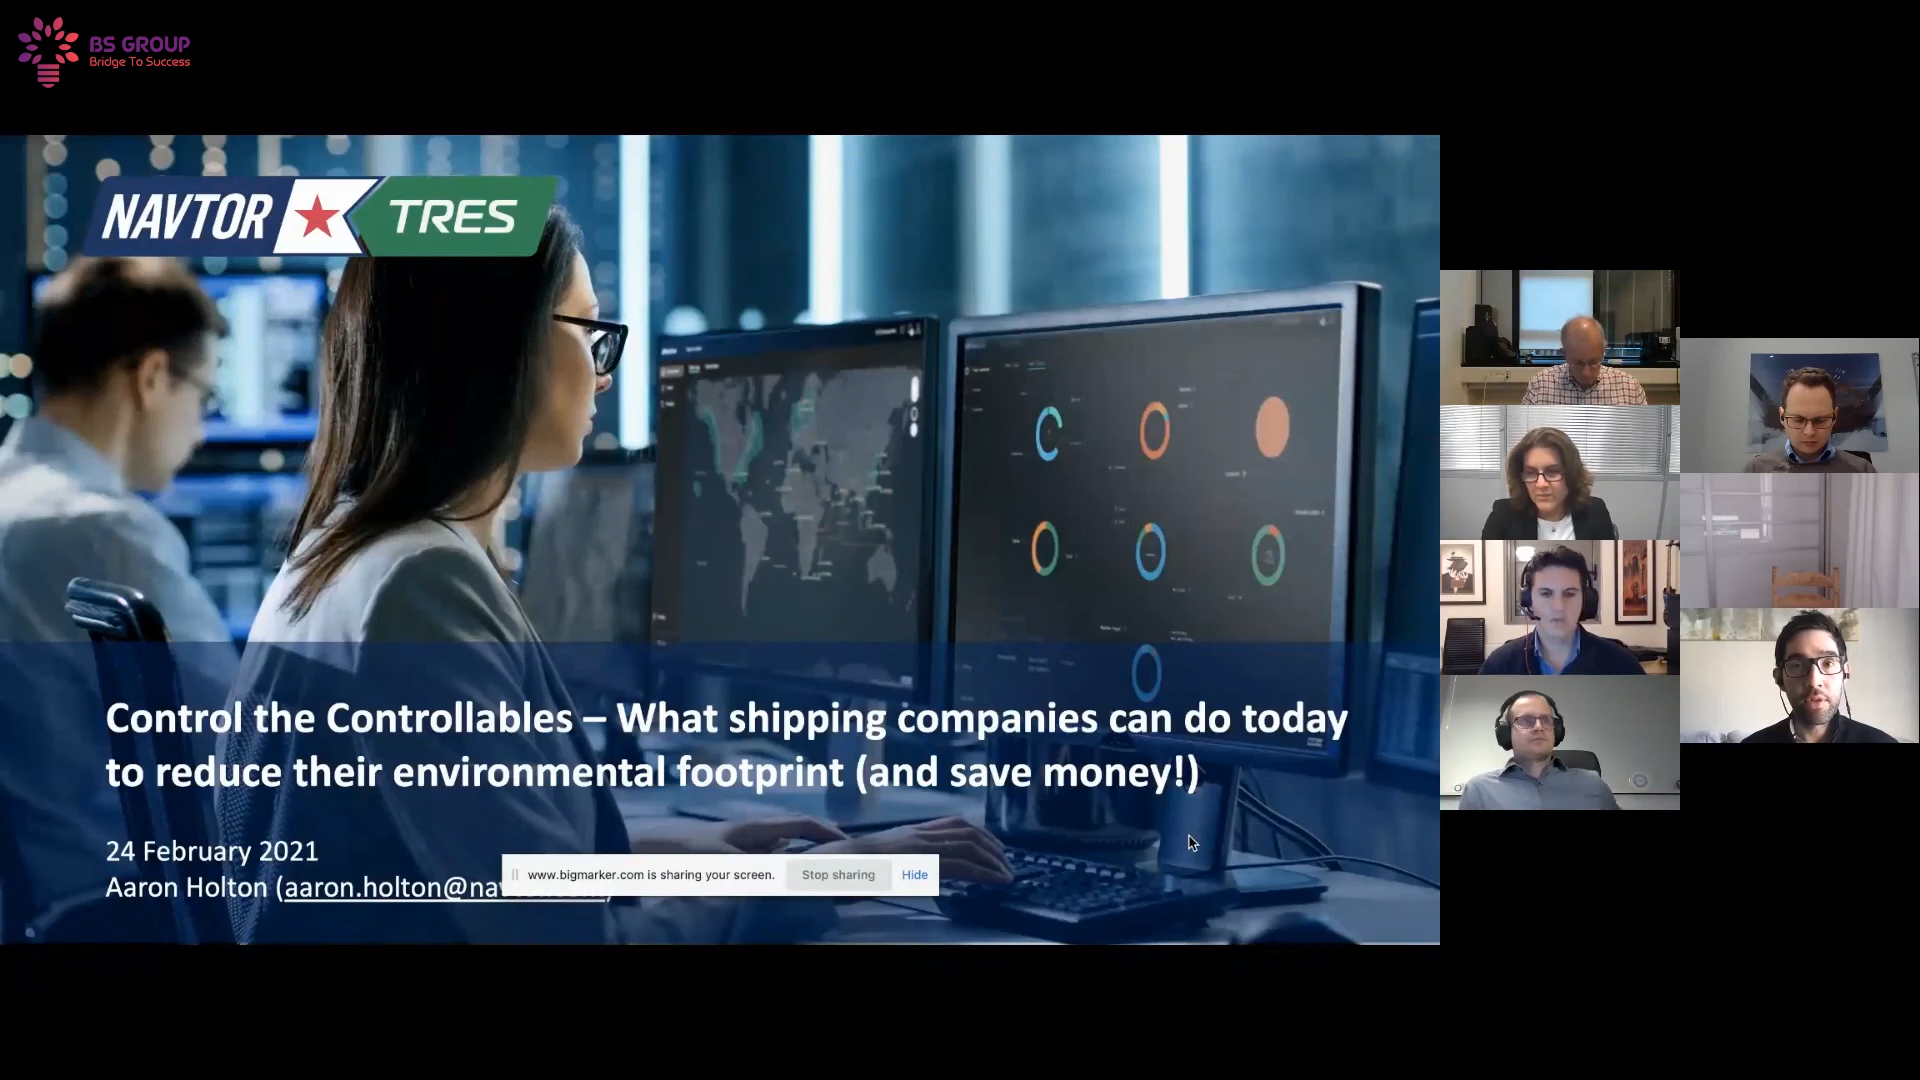 BS GROUP
Bridge To Success
NAVTOR TRES
Control the Controllables – What shipping companies can do today
to reduce their environmental footprint (and save money!)
24 February 2021
Aaron Holton (aaron.holton@na
www.bigmarker.com is sharing your screen. Stop sharing Hide